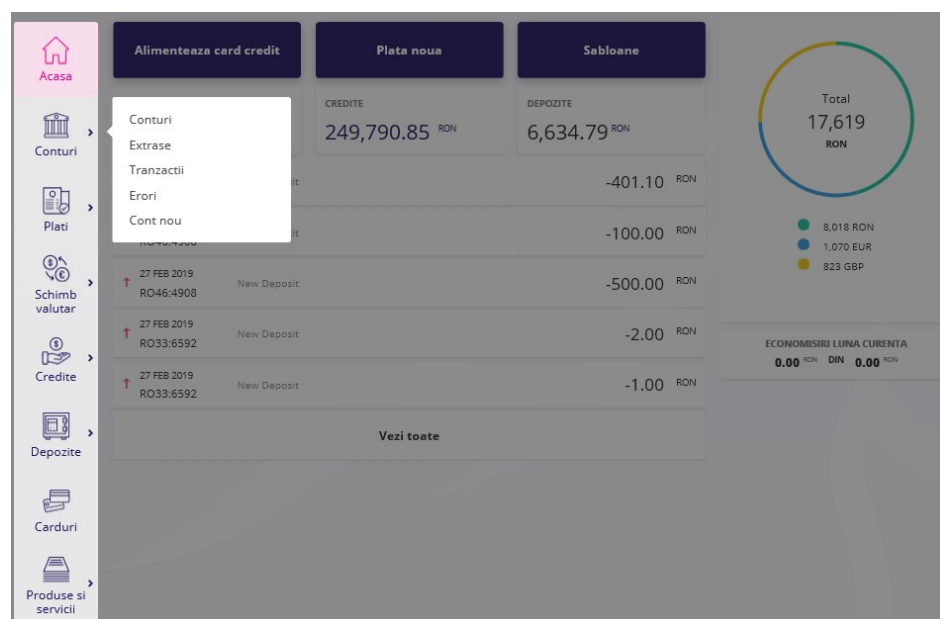 Acasa
Conturi
Plati
Schimb
valutar
Credite
Depozite
Carduri
Produse si
servicii
Alimenteaza card credit
Plata noua
Sabloane
Conturi
Extrase
Tranzactii
Erori
Cont nou
CREDITE
249,790.85 RON
DEPOZITE
6,634.79 RON
-401.10 RON
-100.00 RON
27 FEB 2019
RO46:4908
New Deposit
-500.00 RON
27 FEB 2019
RO33:6592
New Deposit
-2.00 RON
27 FEB 2019
RO33:6592
New Deposit
-1.00 RON
Vezi toate
Total
17,619
RON
8,018 RON
1,070 EUR
823 GBP
ECONOMISIRI LUNA CURENTA
0.00 RON DIN 0.00 RON